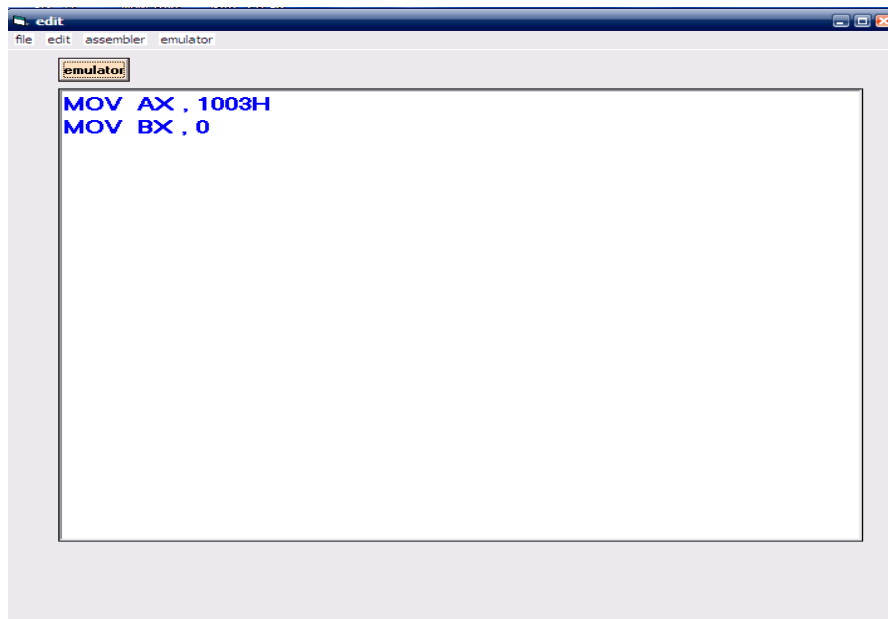 edit
file edit assembler emulator
emulator
MOV AX , 1003H
MOV BX , 0